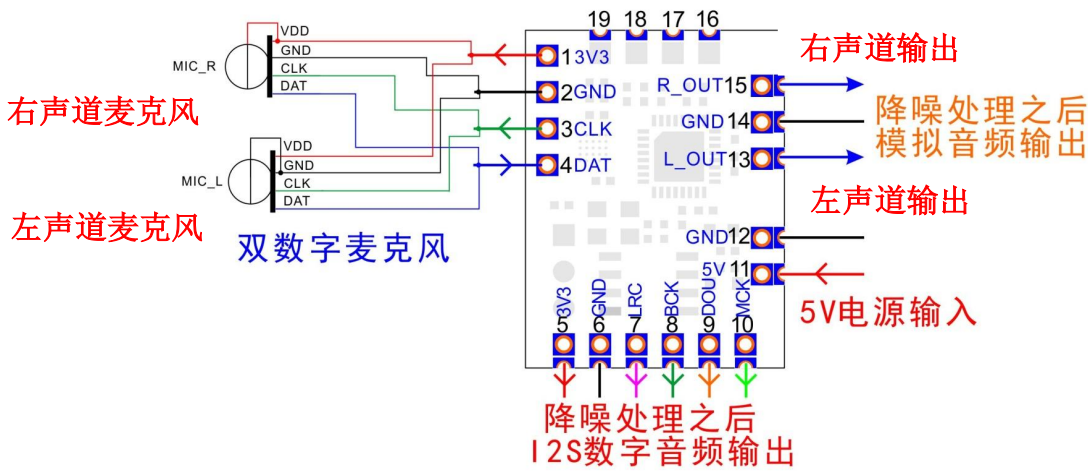 19 18 17 16
VDD
GND
CLK
DAT
MIC_R
右声道麦克风
VDD
GND
CLK
DAT
MIC_L
左声道麦克风
双数字麦克风
1 3V3
2 GND
3 CLK
4 DAT
R_OUT 15
GND 14
L_OUT 13
GND 12
5V 11
右声道输出
降噪处理之后
模拟音频输出
左声道输出
5V电源输入
3V3 GND LRC BCK DOU MCK
5 6 7 8 9 10
降噪处理之后
I2S数字音频输出